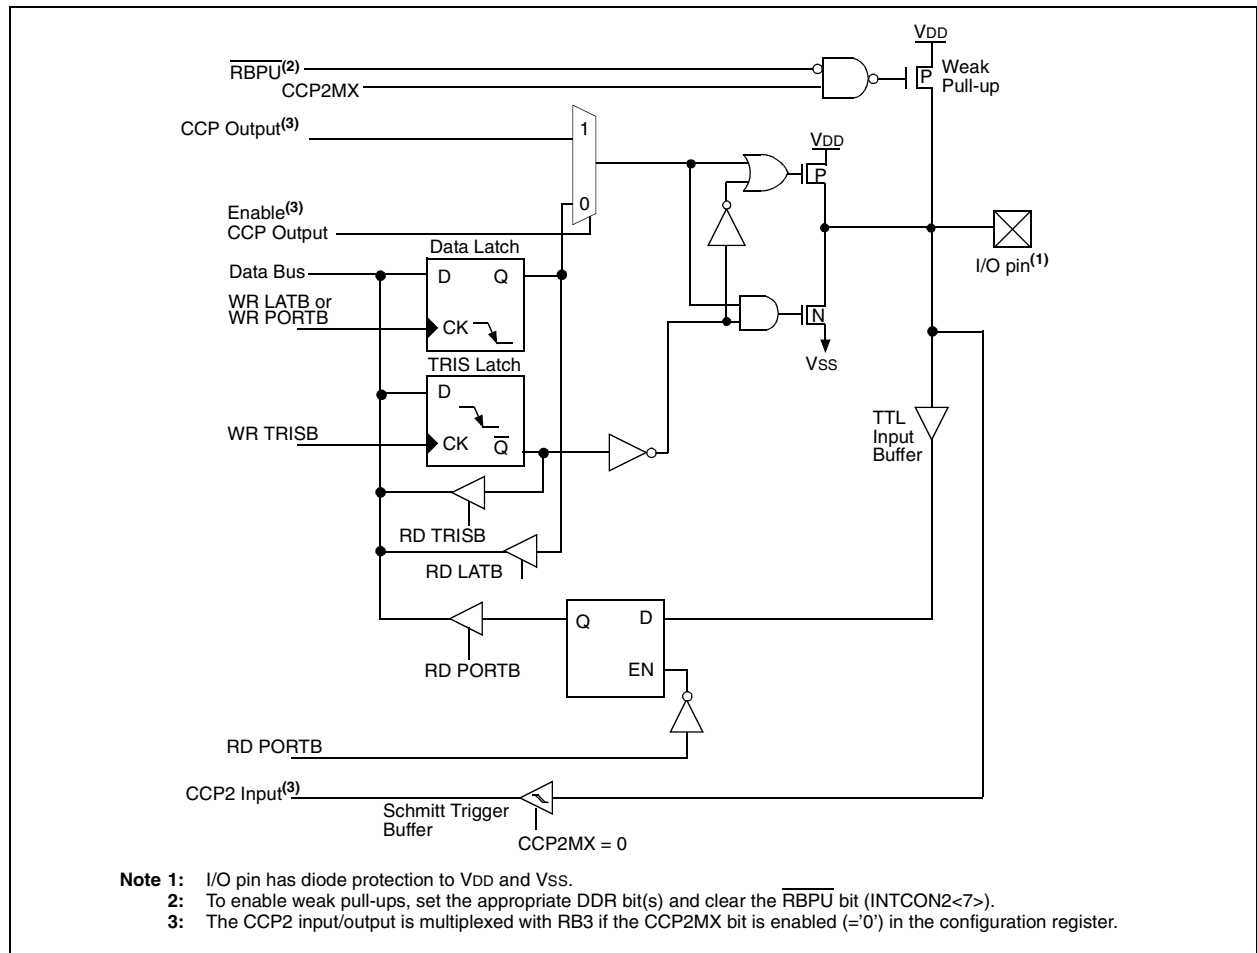 VDD
RBPU(2)
Weak
Pull-up
P
CCP2MX
CCP Output(3)
1
VDD
P
0
Enable(3)
CCP Output
Data Latch
I/O pin(1)
Data Bus
D Q
WR LATB or
WR PORTB
CK
N
VSS
TRIS Latch
D
TTL
Input
Buffer
WR TRISB
CK Q
RD TRISB
RD LATB
Q D
EN
RD PORTB
RD PORTB
CCP2 Input(3)
Schmitt Trigger
Buffer
CCP2MX = 0
Note 1: I/O pin has diode protection to VDD and VSS.
2: To enable weak pull-ups, set the appropriate DDR bit(s) and clear the RBPU bit (INTCON2<7>).
3: The CCP2 input/output is multiplexed with RB3 if the CCP2MX bit is enabled (='0') in the configuration register.